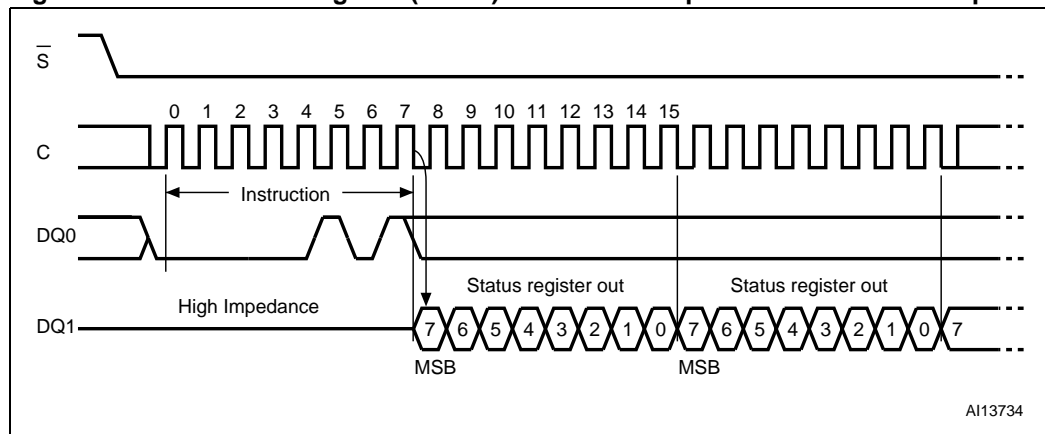 S
0 1 2 3 4 5 6 7 8 9 10 11 12 13 14 15
C
Instruction
DQ0
Status register out Status register out
High Impedance
DQ1 7 6 5 4 3 2 1 0 7 6 5 4 3 2 1 0 7
MSB MSB
AI13734